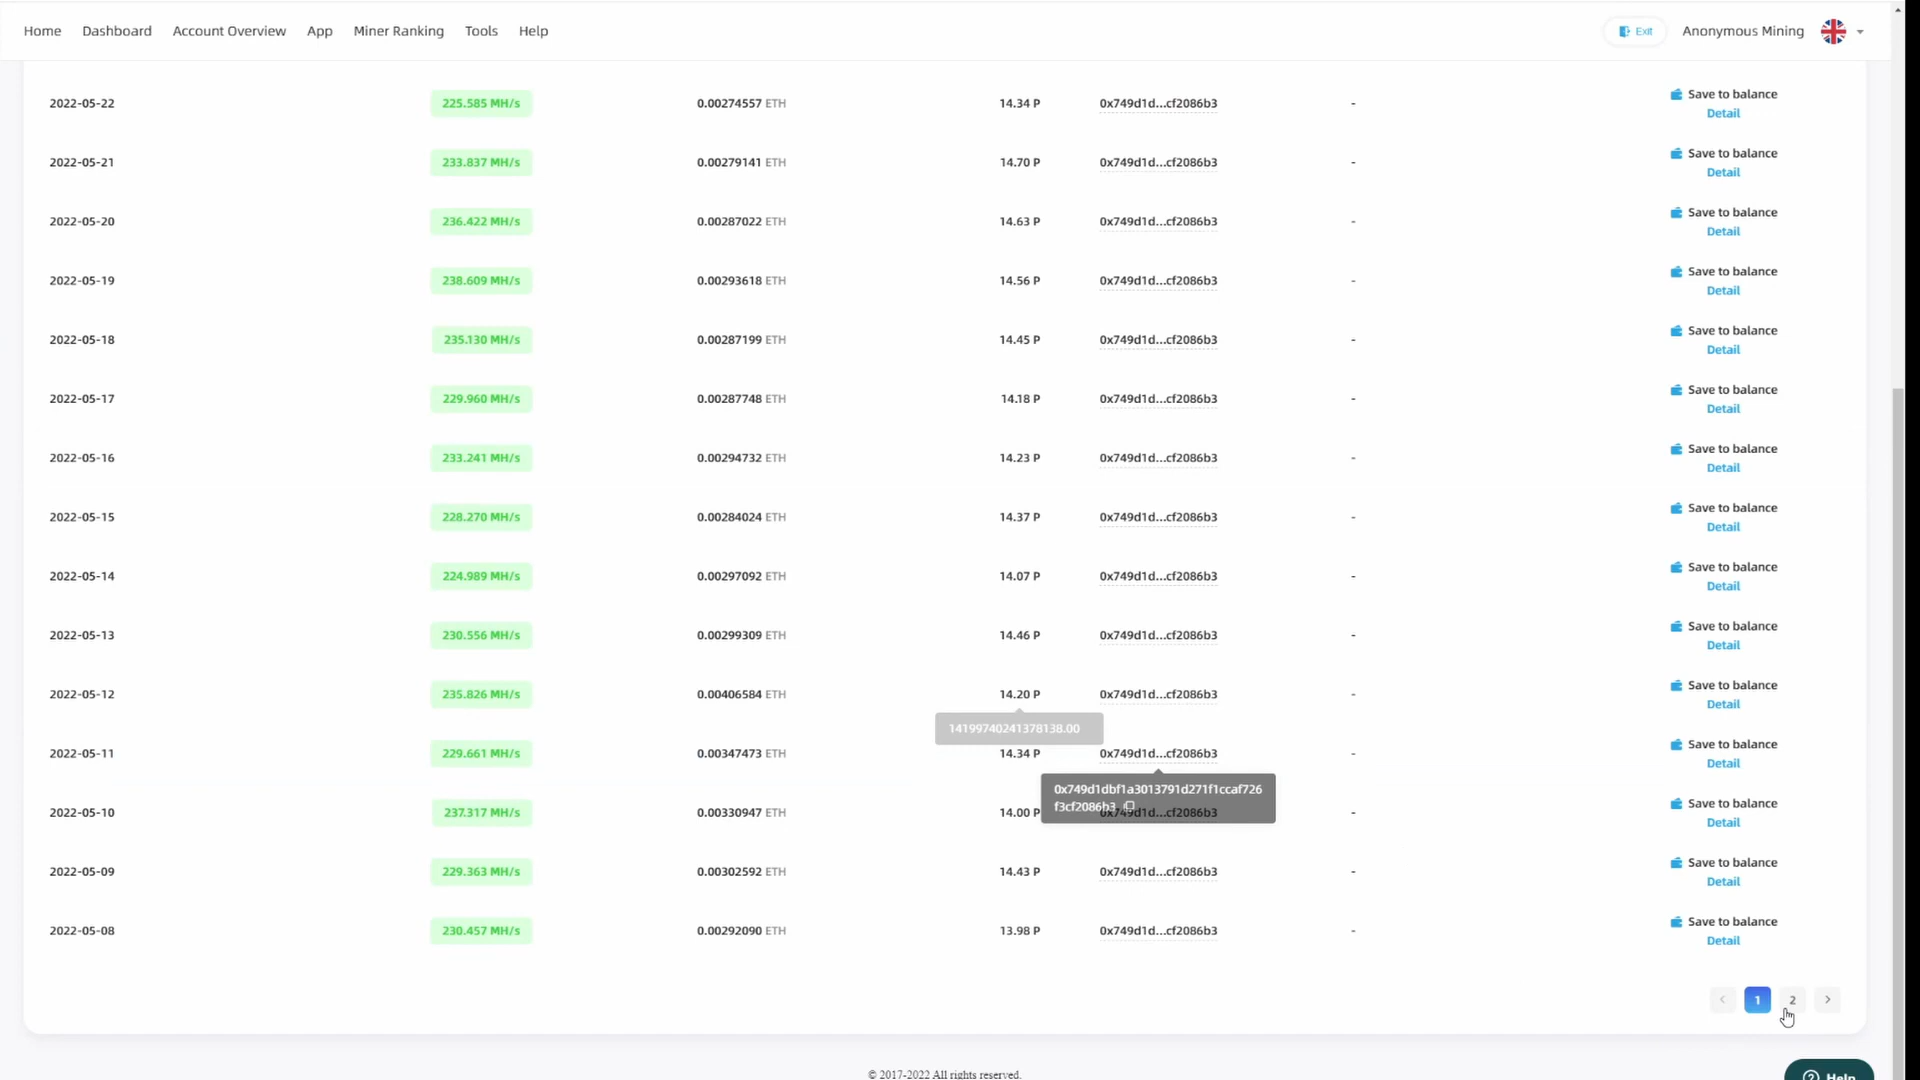 Home Dashboard Account Overview App Miner Ranking Tools Help Exit Anonymous Mining
2022-05-22 225.585 MH/s 0.00274557 ETH 14.34 P 0x749d1d...cf2086b3 - Save to balance
Detail
2022-05-21 233.837 MH/s 0.00279141 ETH 14.70 P 0x749d1d...cf2086b3 - Save to balance
Detail
2022-05-20 236.422 MH/s 0.00287022 ETH 14.63 P 0x749d1d...cf2086b3 - Save to balance
Detail
2022-05-19 238.609 MH/s 0.00293618 ETH 14.56 P 0x749d1d...cf2086b3 - Save to balance
Detail
2022-05-18 235.130 MH/s 0.00287199 ETH 14.45 P 0x749d1d...cf2086b3 - Save to balance
Detail
2022-05-17 229.960 MH/s 0.00287748 ETH 14.18 P 0x749d1d...cf2086b3 - Save to balance
Detail
2022-05-16 233.241 MH/s 0.00294732 ETH 14.23 P 0x749d1d...cf2086b3 - Save to balance
Detail
2022-05-15 228.270 MH/s 0.00284024 ETH 14.37 P 0x749d1d...cf2086b3 - Save to balance
Detail
2022-05-14 224.989 MH/s 0.00297092 ETH 14.07 P 0x749d1d...cf2086b3 - Save to balance
Detail
2022-05-13 230.556 MH/s 0.00299309 ETH 14.46 P 0x749d1d...cf2086b3 - Save to balance
Detail
2022-05-12 235.826 MH/s 0.00406584 ETH 14.20 P 0x749d1d...cf2086b3 - Save to balance
Detail
14199740241378138.00
2022-05-11 229.661 MH/s 0.00347473 ETH 14.34 P 0x749d1d...cf2086b3 - Save to balance
Detail
0x749d1dbf1a3013791d271f1ccaf726
f3cf2086b3
2022-05-10 237.317 MH/s 0.00330947 ETH 14.00 P 0x749d1d...cf2086b3 - Save to balance
Detail
2022-05-09 229.363 MH/s 0.00302592 ETH 14.43 P 0x749d1d...cf2086b3 - Save to balance
Detail
2022-05-08 230.457 MH/s 0.00292090 ETH 13.98 P 0x749d1d...cf2086b3 - Save to balance
Detail
< 1 2 >
© 2017-2022 All rights reserved.
Help